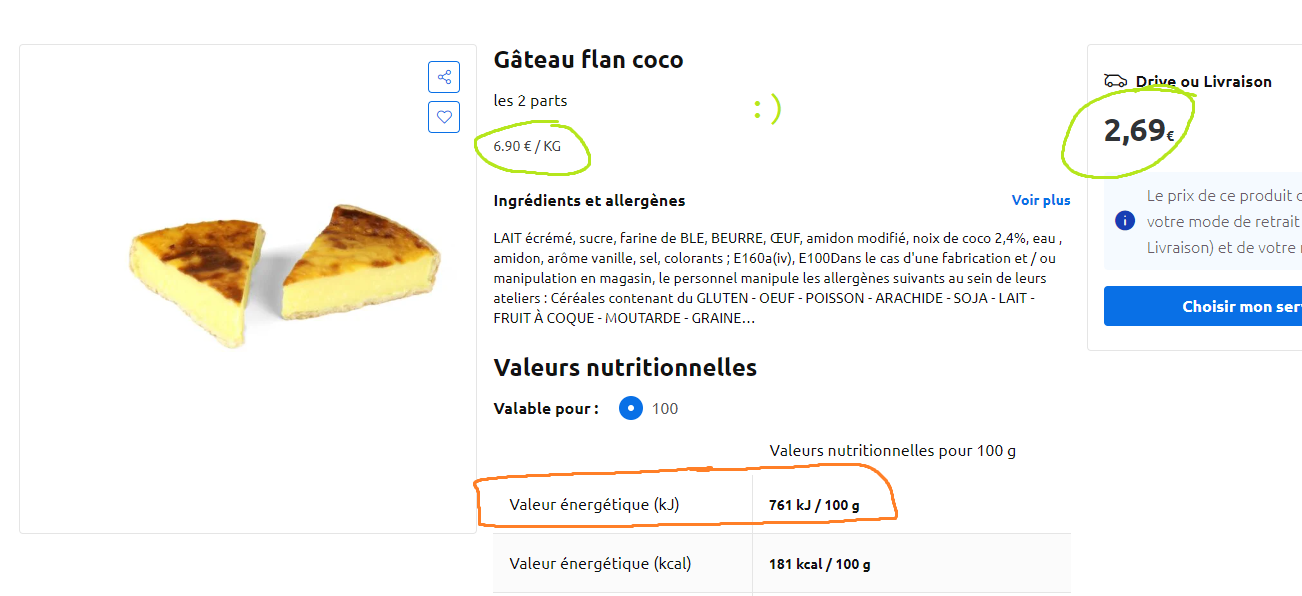 Gâteau flan coco
les 2 parts
:)
6.90 € / KG
Ingrédients et allergènes
Voir plus
LAIT écrémé, sucre, farine de BLE, BEURRE, ŒUF, amidon modifié, noix de coco 2,4%, eau ,
amidon, arôme vanille, sel, colorants ; E160a(iv), E100Dans le cas d'une fabrication et / ou
manipulation en magasin, le personnel manipule les allergènes suivants au sein de leurs
ateliers : Céréales contenant du GLUTEN - OEUF - POISSON - ARACHIDE - SOJA - LAIT -
FRUIT À COQUE - MOUTARDE - GRAINE…
Valeurs nutritionnelles
Valable pour : 100
Valeurs nutritionnelles pour 100 g
Valeur énergétique (kJ) 761 kJ / 100 g
Valeur énergétique (kcal) 181 kcal / 100 g
Drive ou Livraison
2,69€
Le prix de ce produit
votre mode de retrait
Livraison) et de votre
Choisir mon ser